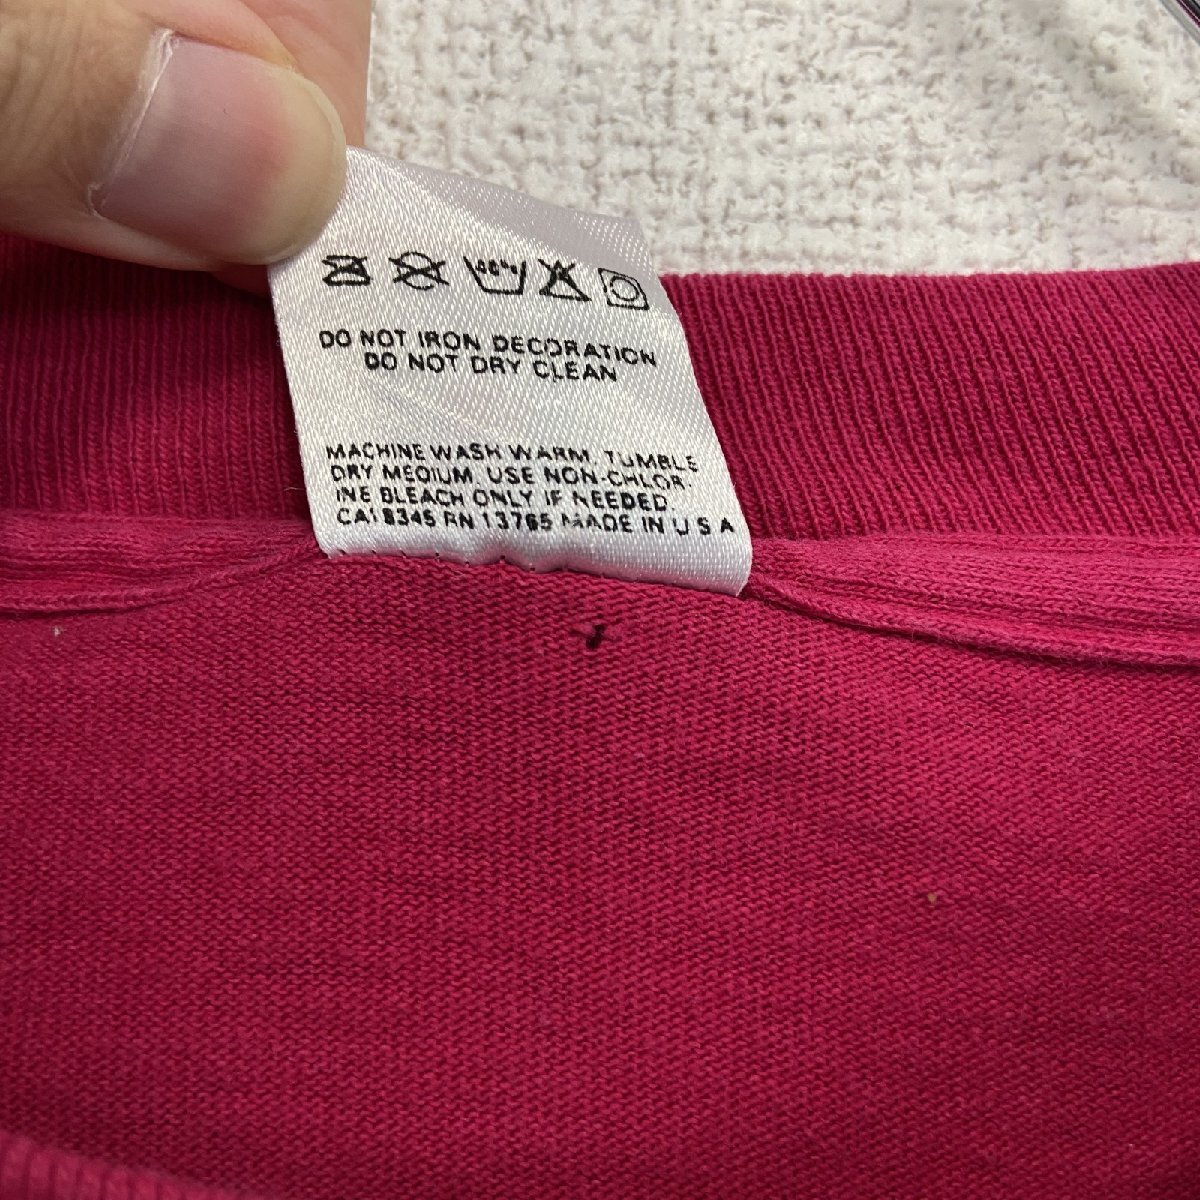 DO NOT IRON DECORATION
DO NOT DRY CLEAN
MACHINE WASH WARM, TUMBLE
DRY MEDIUM. USE NON-CHLOR-
INE BLEACH ONLY IF NEEDED.
CA18345 RN 13765 MADE IN U S A